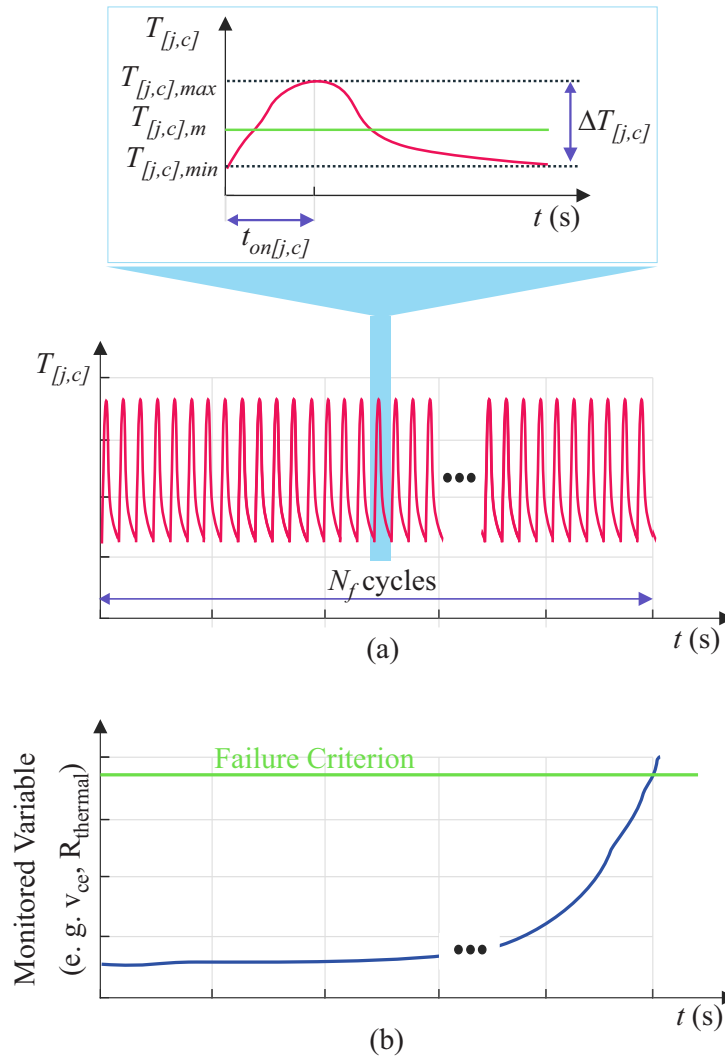 T[j,c]
T[j,c],max
T[j,c],m
ΔT[j,c]
T[j,c],min
t (s)
ton[j,c]
T[j,c]
•••
Nf cycles
t (s)
(a)
Failure Criterion
Monitored Variable
(e. g. vce, Rthermal)
•••
t (s)
(b)